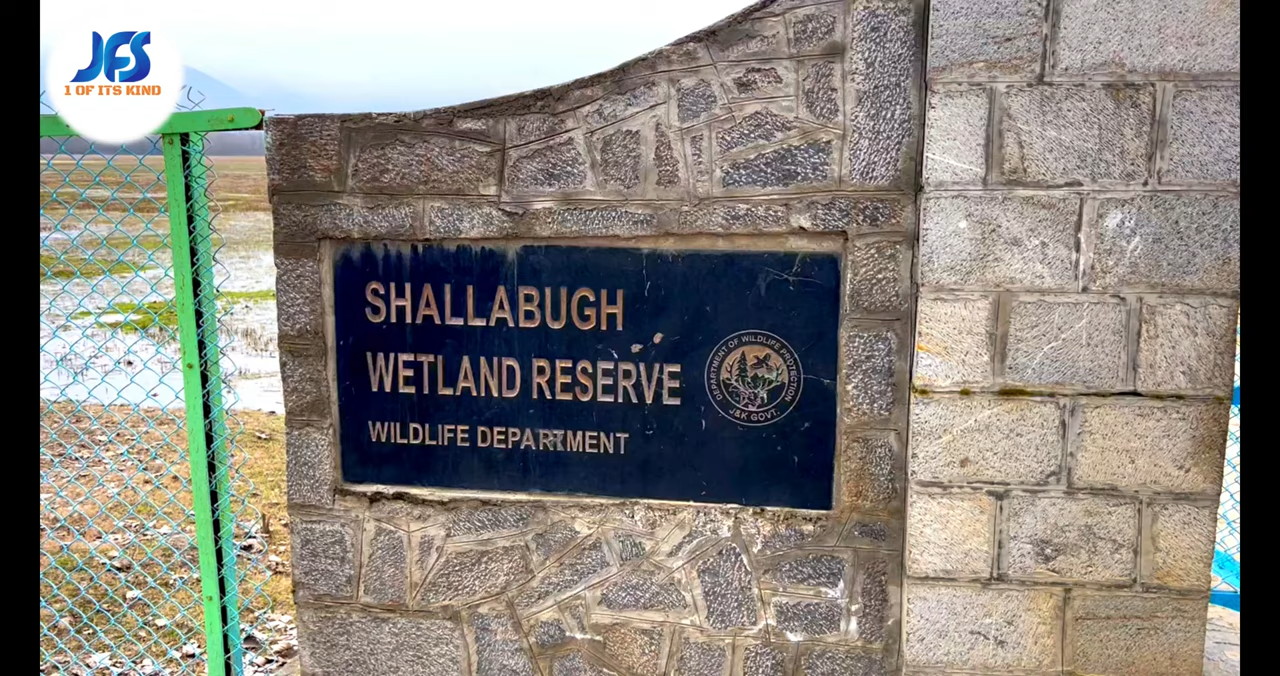 JFS
1 OF ITS KIND
SHALLABUGH
WETLAND RESERVE
WILDLIFE DEPARTMENT
DEPARTMENT OF WILDLIFE PROTECTION
J&K GOVT.